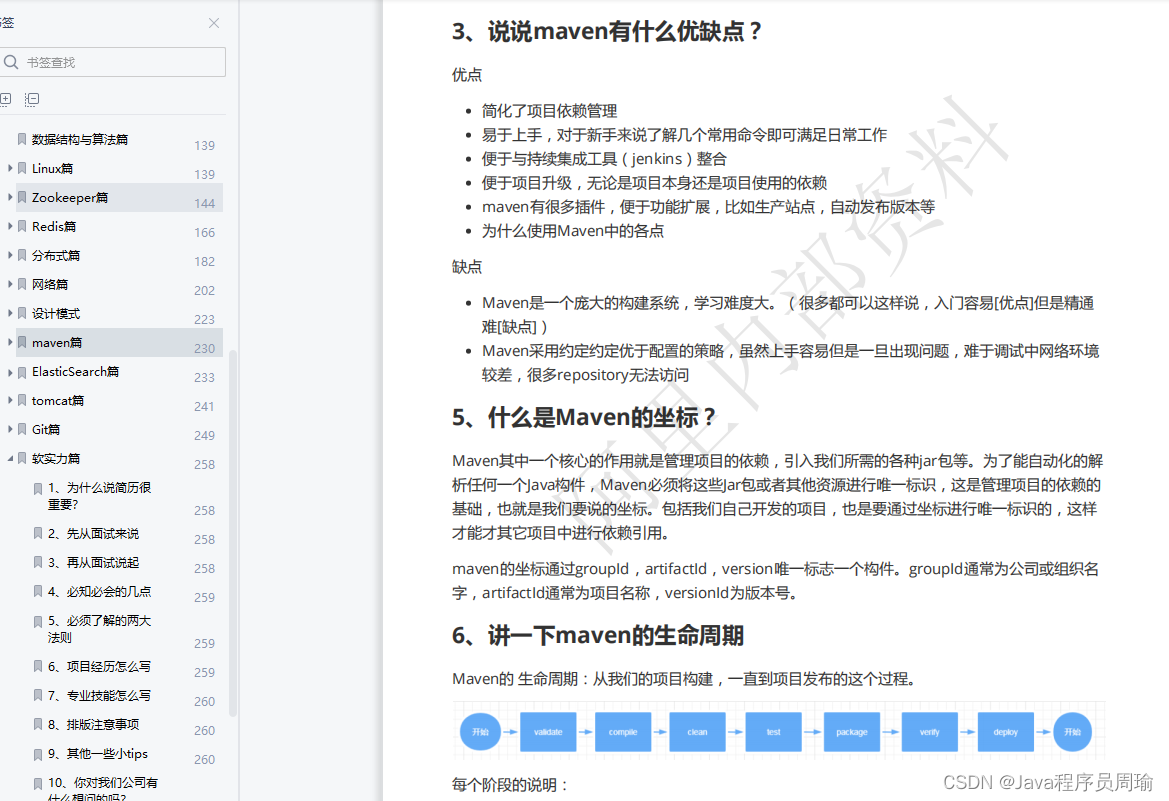 书签
书签查找
数据结构与算法篇 139
Linux篇 139
Zookeeper篇 144
Redis篇 166
分布式篇 182
网络篇 202
设计模式 223
maven篇 230
ElasticSearch篇 233
tomcat篇 241
Git篇 249
软实力篇 258
1、为什么说简历很
重要? 258
2、先从面试来说 258
3、再从面试说起 258
4、必知必会的几点 259
5、必须了解的两大
法则 259
6、项目经历怎么写 259
7、专业技能怎么写 260
8、排版注意事项 260
9、其他一些小tips 260
10、你对我们公司有
什么想问的吗?
3、说说maven有什么优缺点？
优点
简化了项目依赖管理
易于上手，对于新手来说了解几个常用命令即可满足日常工作
便于与持续集成工具（jenkins）整合
便于项目升级，无论是项目本身还是项目使用的依赖
maven有很多插件，便于功能扩展，比如生产站点，自动发布版本等
为什么使用Maven中的各点
缺点
Maven是一个庞大的构建系统，学习难度大。（很多都可以这样说，入门容易[优点]但是精通
难[缺点]）
Maven采用约定约定优于配置的策略，虽然上手容易但是一旦出现问题，难于调试中网络环境
较差，很多repository无法访问
5、什么是Maven的坐标？
Maven其中一个核心的作用就是管理项目的依赖，引入我们所需的各种jar包等。为了能自动化的解
析任何一个Java构件，Maven必须将这些Jar包或者其他资源进行唯一标识，这是管理项目的依赖的
基础，也就是我们要说的坐标。包括我们自己开发的项目，也是要通过坐标进行唯一标识的，这样
才能才其它项目中进行依赖引用。
maven的坐标通过groupId，artifactId，version唯一标志一个构件。groupId通常为公司或组织名
字，artifactId通常为项目名称，versionId为版本号。
6、讲一下maven的生命周期
Maven的 生命周期：从我们的项目构建，一直到项目发布的这个过程。
开始 validate compile clean test package verify deploy 开始
每个阶段的说明：
阿里内部资料
CSDN @Java程序员周瑜